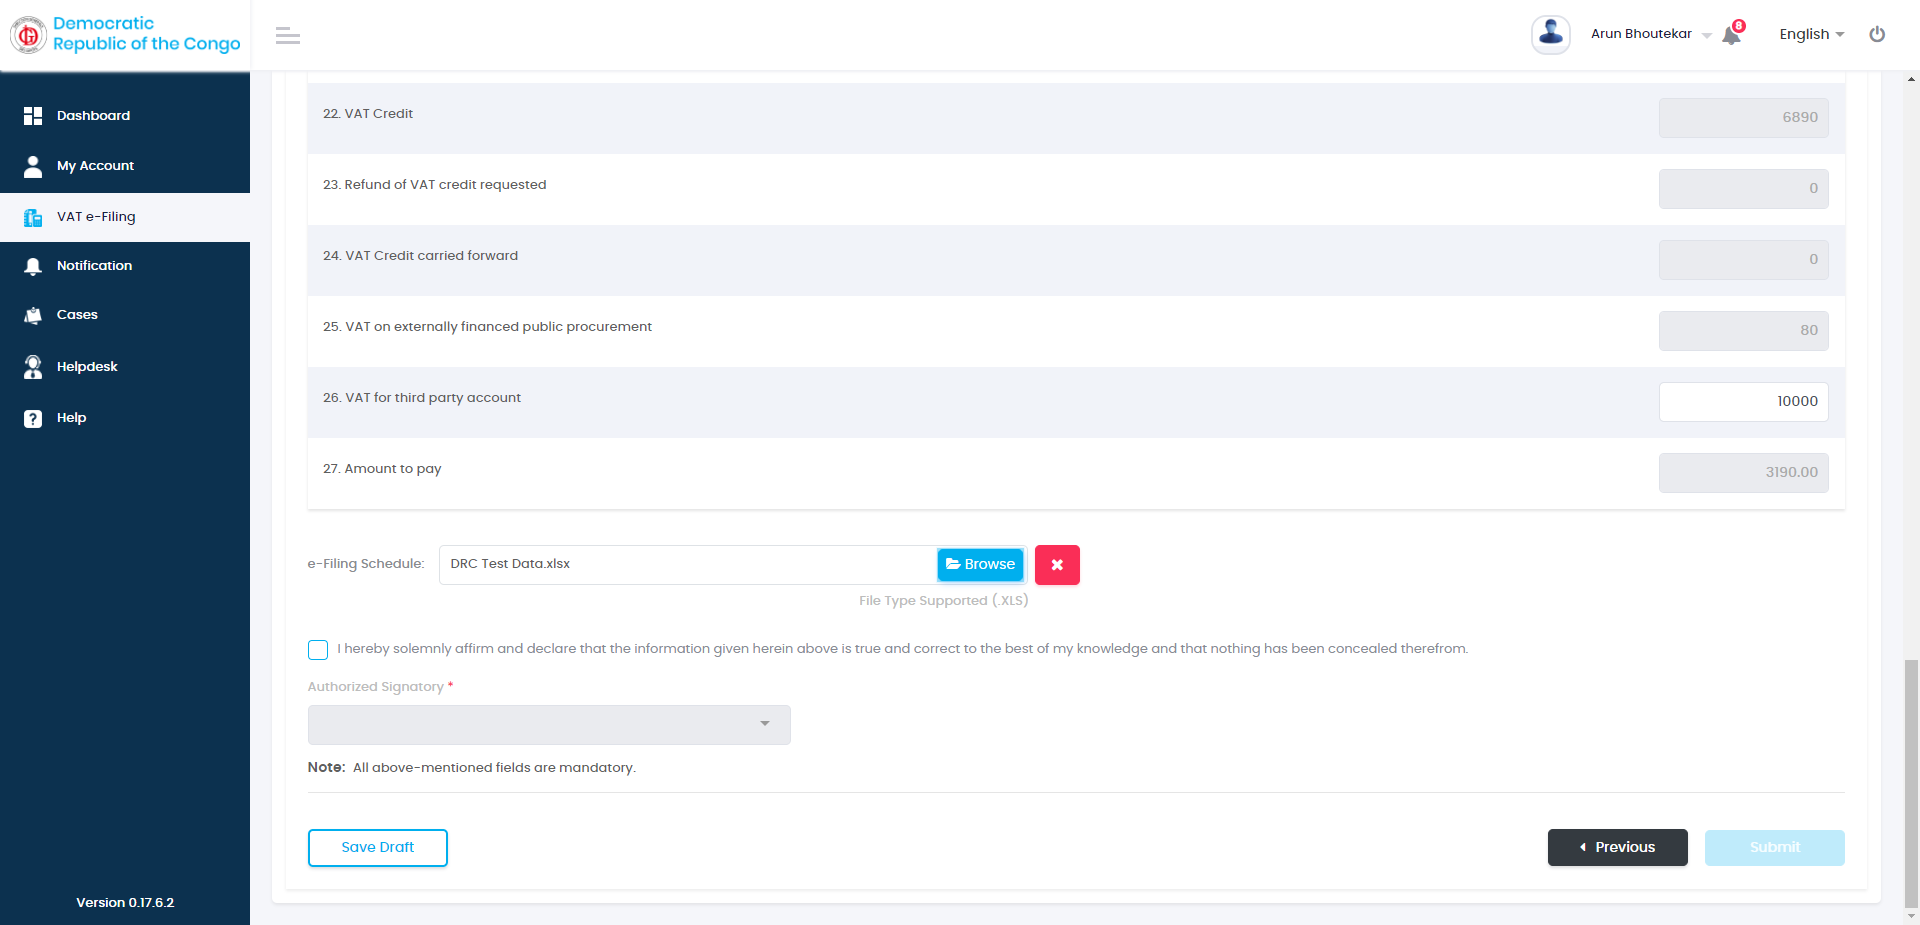 Democratic
Republic of the Congo
Arun Bhoutekar
8
English
Dashboard
My Account
VAT e-Filing
Notification
Cases
Helpdesk
Help
Version 0.17.6.2
22. VAT Credit
6890
23. Refund of VAT credit requested
0
24. VAT Credit carried forward
0
25. VAT on externally financed public procurement
80
26. VAT for third party account
10000
27. Amount to pay
3190.00
e-Filing Schedule:
DRC Test Data.xlsx
Browse
File Type Supported (.XLS)
I hereby solemnly affirm and declare that the information given herein above is true and correct to the best of my knowledge and that nothing has been concealed therefrom.
Authorized Signatory *
Note: All above-mentioned fields are mandatory.
Save Draft
Previous
Submit